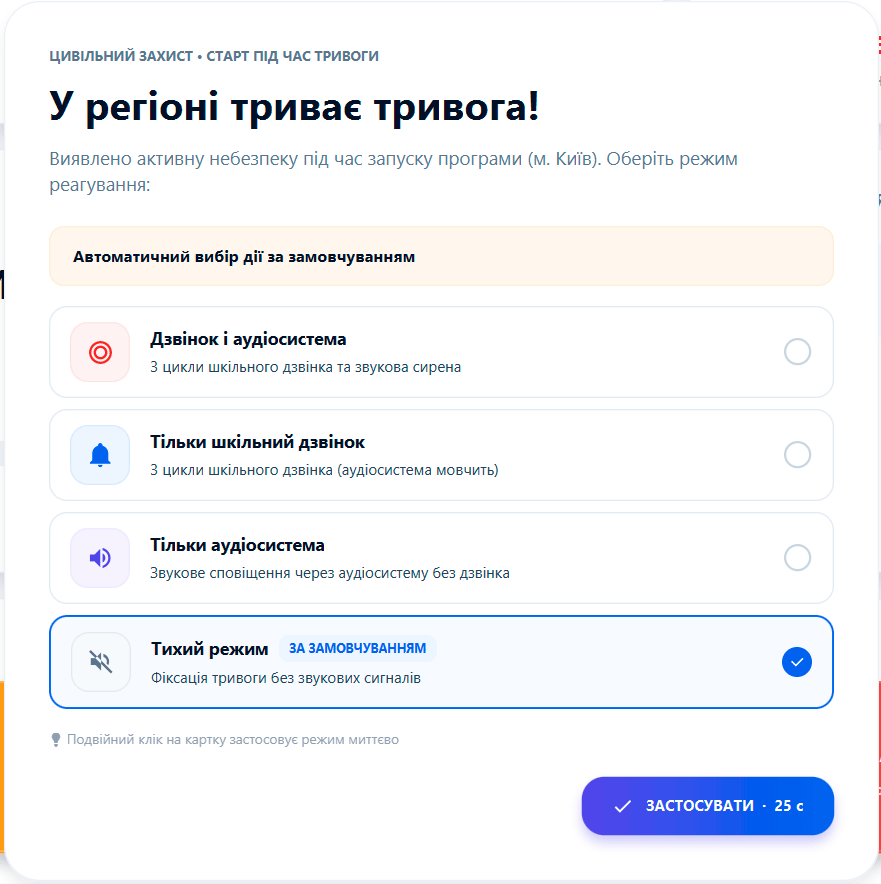 ЦИВІЛЬНИЙ ЗАХИСТ • СТАРТ ПІД ЧАС ТРИВОГИ
У регіоні триває тривога!
Виявлено активну небезпеку під час запуску програми (м. Київ). Оберіть режим
реагування:
Автоматичний вибір дії за замовчуванням
Дзвінок і аудіосистема
3 цикли шкільного дзвінка та звукова сирена
Тільки шкільний дзвінок
3 цикли шкільного дзвінка (аудіосистема мовчить)
Тільки аудіосистема
Звукове сповіщення через аудіосистему без дзвінка
Тихий режим ЗА ЗАМОВЧУВАННЯМ
Фіксація тривоги без звукових сигналів
Подвійний клік на картку застосовує режим миттєво
ЗАСТОСУВАТИ · 25 с